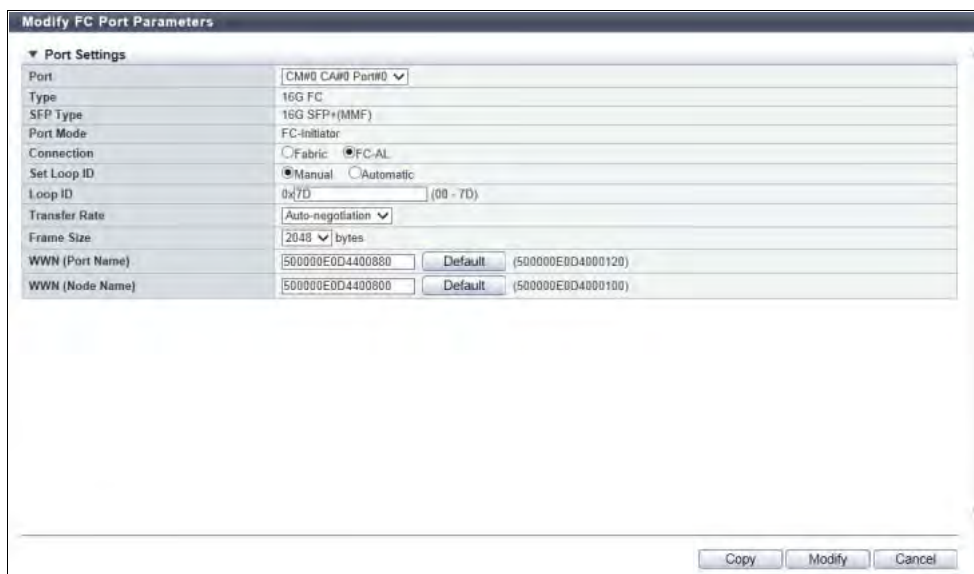 Modify FC Port Parameters
▼ Port Settings
Port CM#0 CA#0 Port#0
Type 16G FC
SFP Type 16G SFP+(MMF)
Port Mode FC-Initiator
Connection Fabric FC-AL
Set Loop ID Manual Automatic
Loop ID 0x 7D (00 - 7D)
Transfer Rate Auto-negotiation
Frame Size 2048 bytes
WWN (Port Name) 500000E0D4400880 Default (500000E0D4000120)
WWN (Node Name) 500000E0D4400800 Default (500000E0D4000100)
Copy Modify Cancel